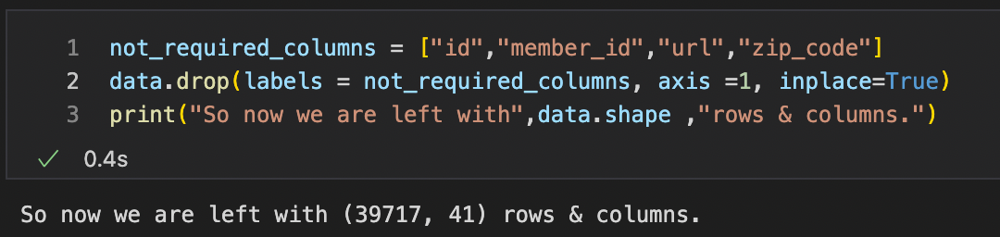 1 not_required_columns = ["id","member_id","url","zip_code"]
2 data.drop(labels = not_required_columns, axis =1, inplace=True)
3 print("So now we are left with",data.shape ,"rows & columns.")
0.4s
So now we are left with (39717, 41) rows & columns.